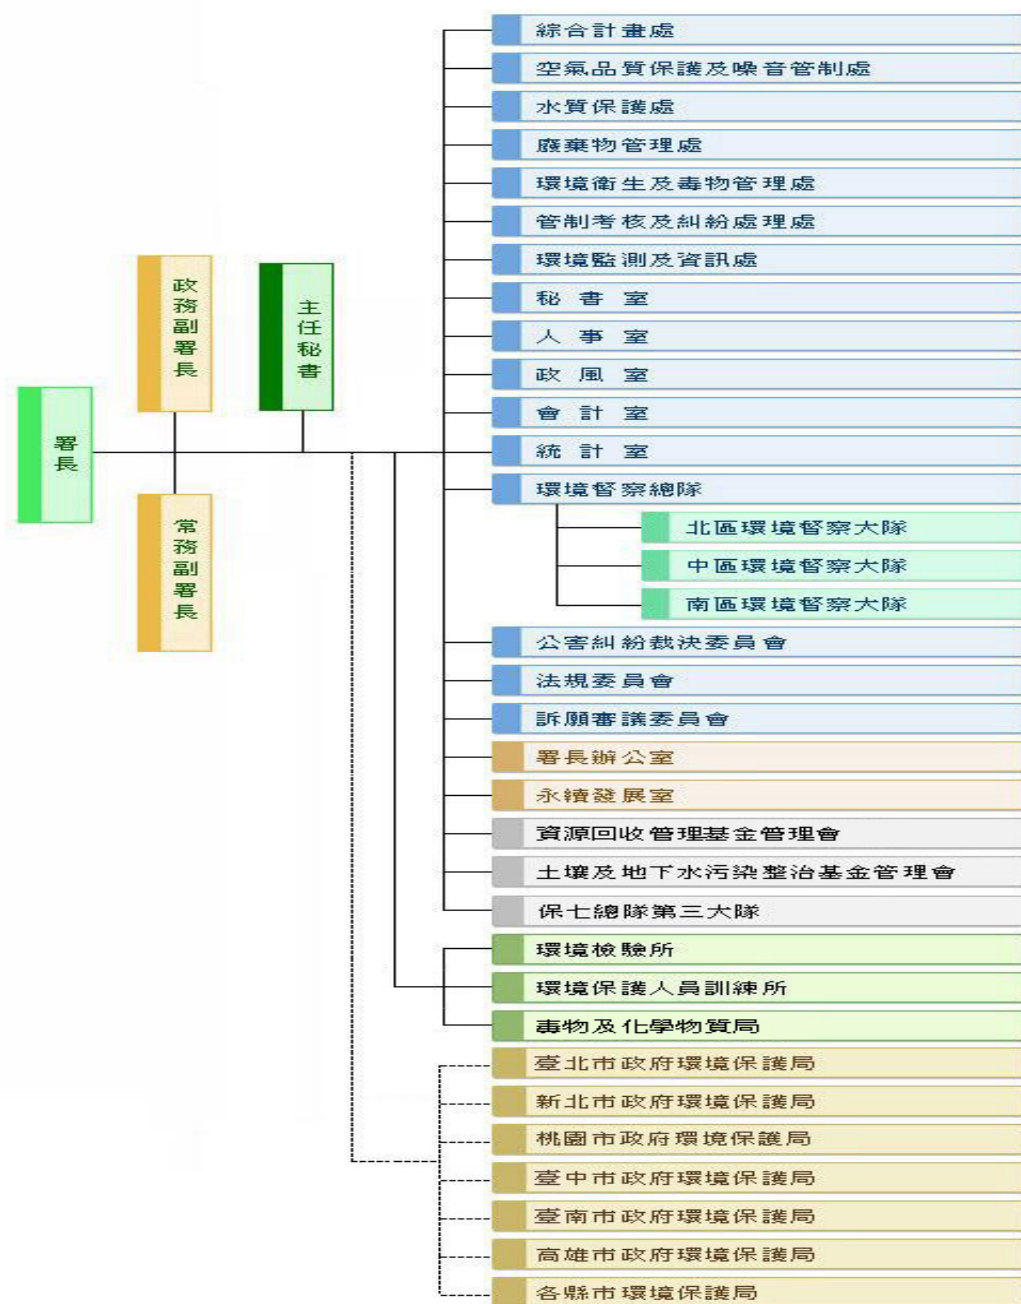 署長
政務副署長
常務副署長
主任秘書
綜合計畫處
空氣品質保護及噪音管制處
水質保護處
廢棄物管理處
環境衛生及毒物管理處
管制考核及糾紛處理處
環境監測及資訊處
秘書室
人事室
政風室
會計室
統計室
環境督察總隊
北區環境督察大隊
中區環境督察大隊
南區環境督察大隊
公害糾紛裁決委員會
法規委員會
訴願審議委員會
署長辦公室
永續發展室
資源回收管理基金管理會
土壤及地下水污染整治基金管理會
保七總隊第三大隊
環境檢驗所
環境保護人員訓練所
毒物及化學物質局
臺北市政府環境保護局
新北市政府環境保護局
桃園市政府環境保護局
臺中市政府環境保護局
臺南市政府環境保護局
高雄市政府環境保護局
各縣市環境保護局